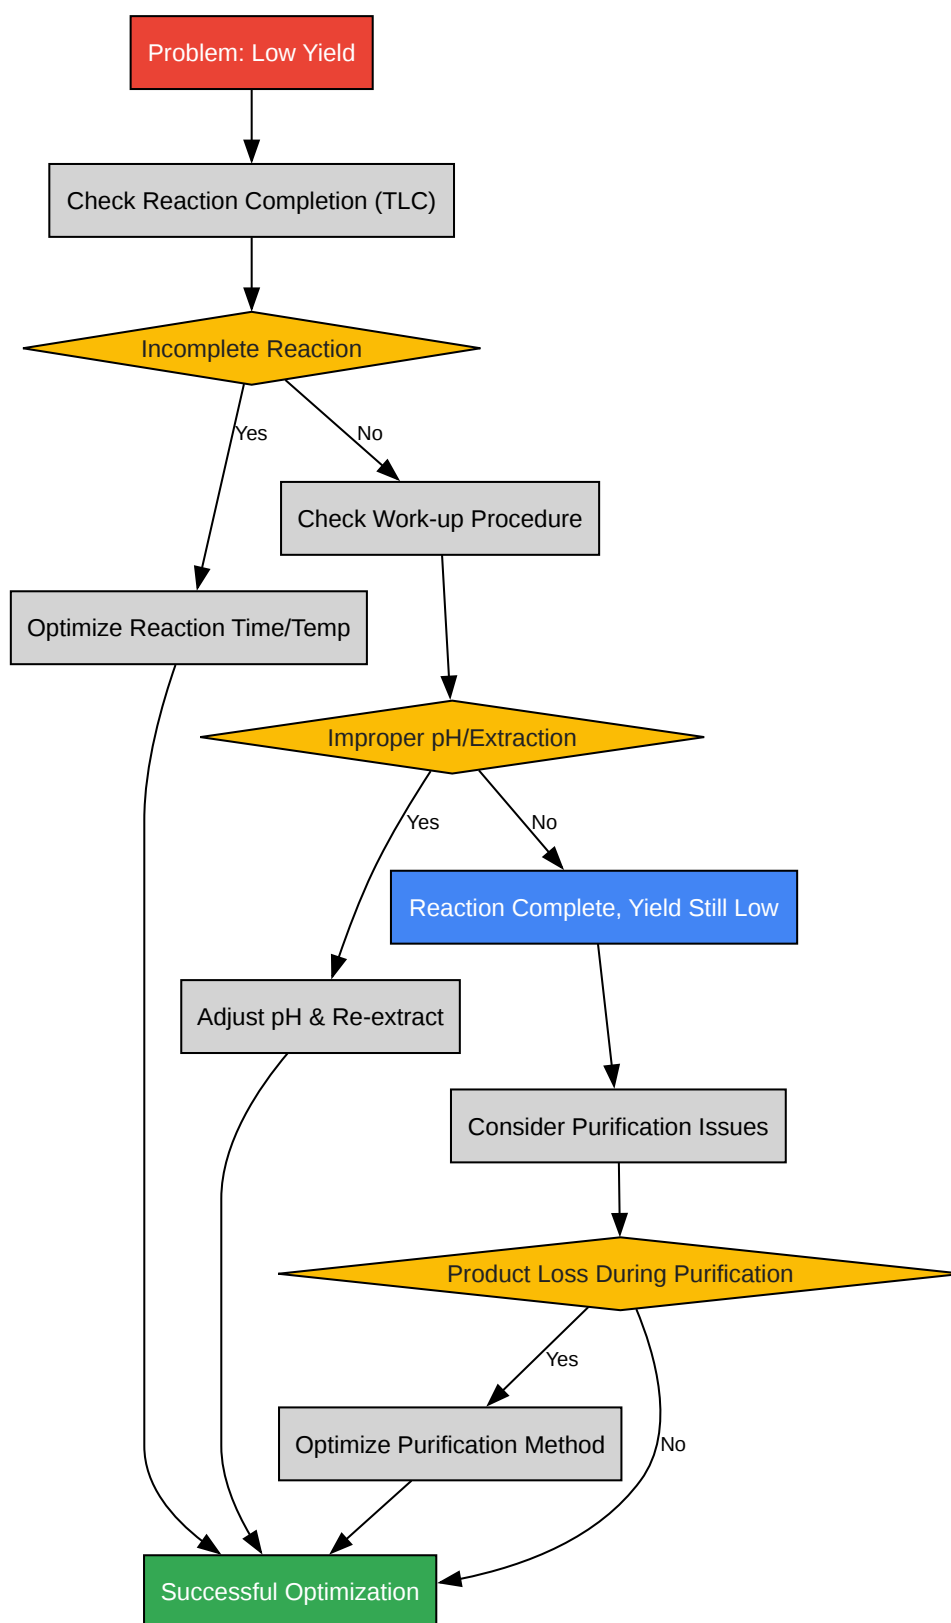 Problem: Low Yield
Check Reaction Completion (TLC)
Incomplete Reaction
Yes
No
Check Work-up Procedure
Optimize Reaction Time/Temp
Improper pH/Extraction
Yes
No
Reaction Complete, Yield Still Low
Adjust pH & Re-extract
Consider Purification Issues
Product Loss During Purification
Yes
No
Optimize Purification Method
Successful Optimization